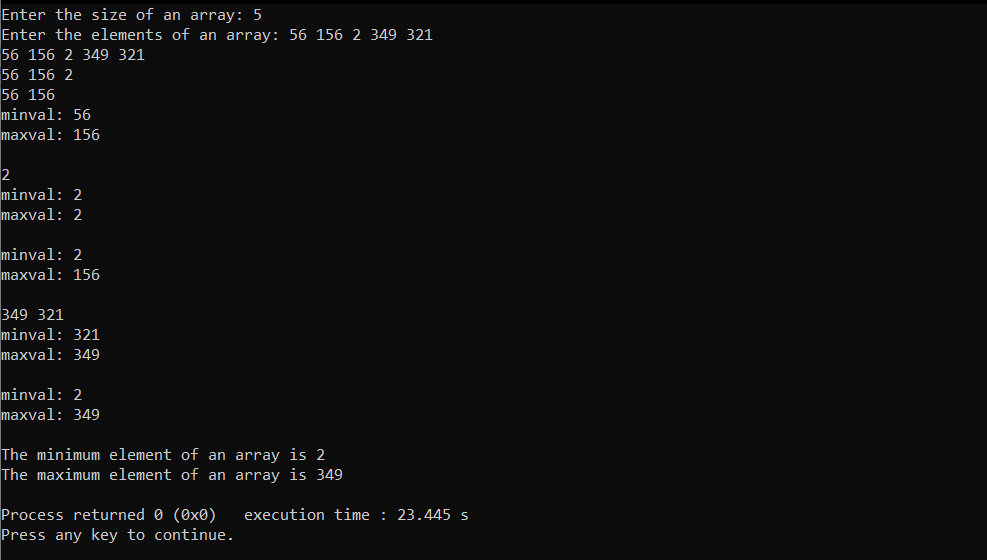 Enter the size of an array: 5
Enter the elements of an array: 56 156 2 349 321
56 156 2 349 321
56 156 2
56 156
minval: 56
maxval: 156
2
minval: 2
maxval: 2
minval: 2
maxval: 156
349 321
minval: 321
maxval: 349
minval: 2
maxval: 349
The minimum element of an array is 2
The maximum element of an array is 349
Process returned 0 (0x0)   execution time : 23.445 s
Press any key to continue.